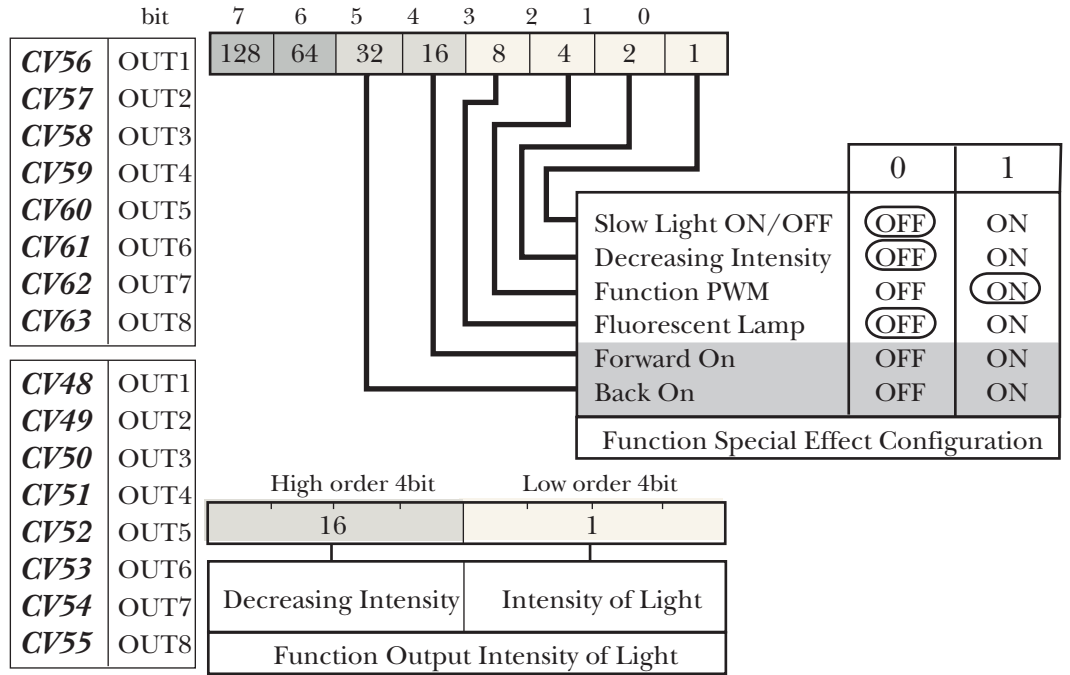 bit 7 6 5 4 3 2 1 0
CV56 OUT1 128 64 32 16 8 4 2 1
CV57 OUT2
CV58 OUT3
CV59 OUT4
CV60 OUT5
CV61 OUT6
CV62 OUT7
CV63 OUT8
0 1
Slow Light ON/OFF OFF ON
Decreasing Intensity OFF ON
Function PWM OFF ON
Fluorescent Lamp OFF ON
Forward On OFF ON
Back On OFF ON
Function Special Effect Configuration
CV48 OUT1
CV49 OUT2
CV50 OUT3
CV51 OUT4
CV52 OUT5
CV53 OUT6
CV54 OUT7
CV55 OUT8
High order 4bit Low order 4bit
16 1
Decreasing Intensity Intensity of Light
Function Output Intensity of Light